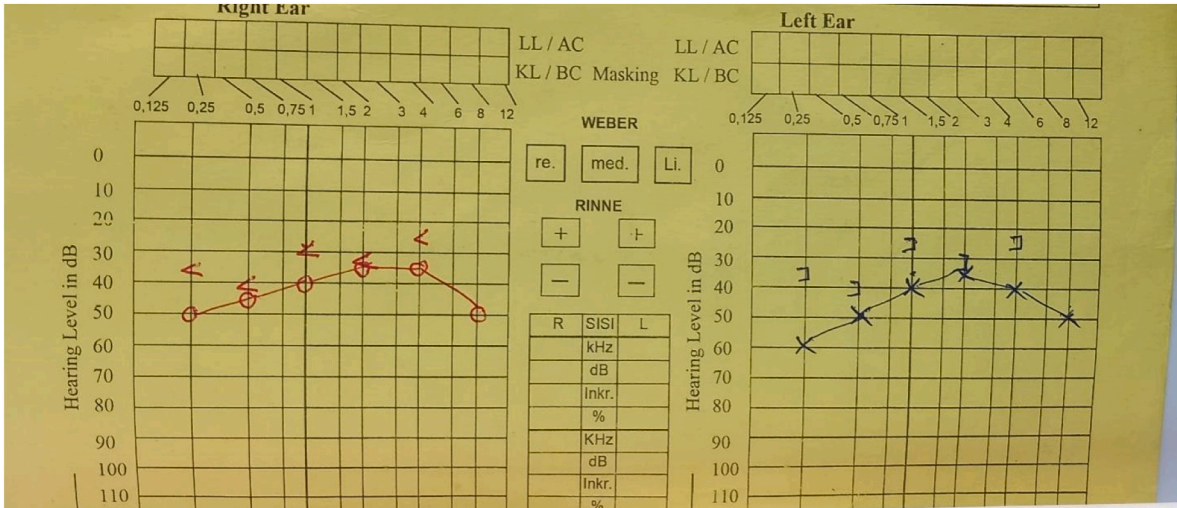 Right Ear
LL / AC
KL / BC Masking
0,125 0,25 0,5 0,75 1 1,5 2 3 4 6 8 12
Hearing Level in dB
0
10
20
30
40
50
60
70
80
90
100
110
WEBER
re. med. Li.
RINNE
+ +
— —
R SISI L
kHz
dB
Inkr.
%
KHz
dB
Inkr.
%
Left Ear
LL / AC
KL / BC
0,125 0,25 0,5 0,75 1 1,5 2 3 4 6 8 12
Hearing Level in dB
0
10
20
30
40
50
60
70
80
90
100
110